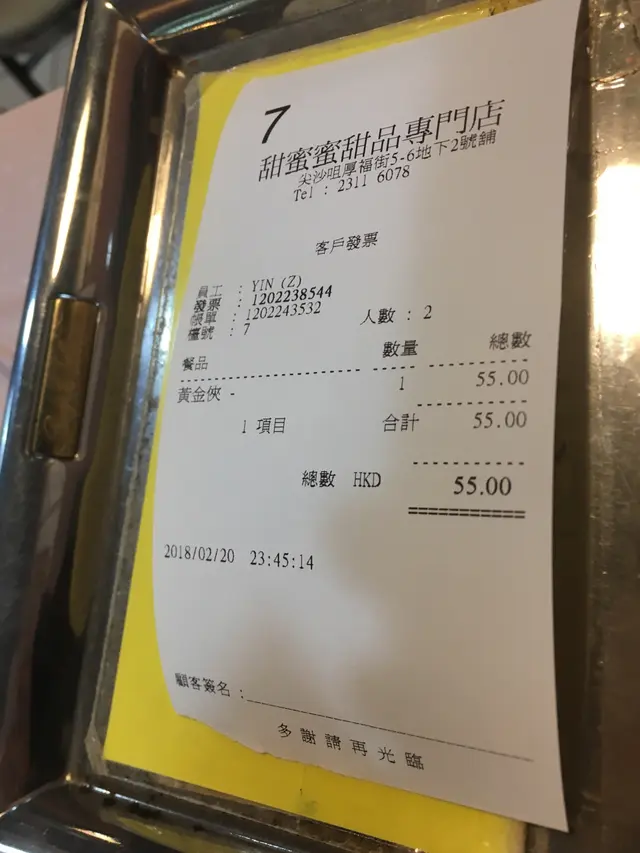 7
甜蜜蜜甜品專門店
尖沙咀厚福街5-6地下2號舖
Tel : 2311 6078
客戶發票
員工 : YIN (Z)
發票 : 1202238544
帳單 : 1202243532
檯號 : 7 人數 : 2
餐品 數量 總數
黃金俠 - 1 55.00
1 項目 合計 55.00
總數 HKD 55.00
2018/02/20 23:45:14
顧客簽名 :
多謝請再光臨